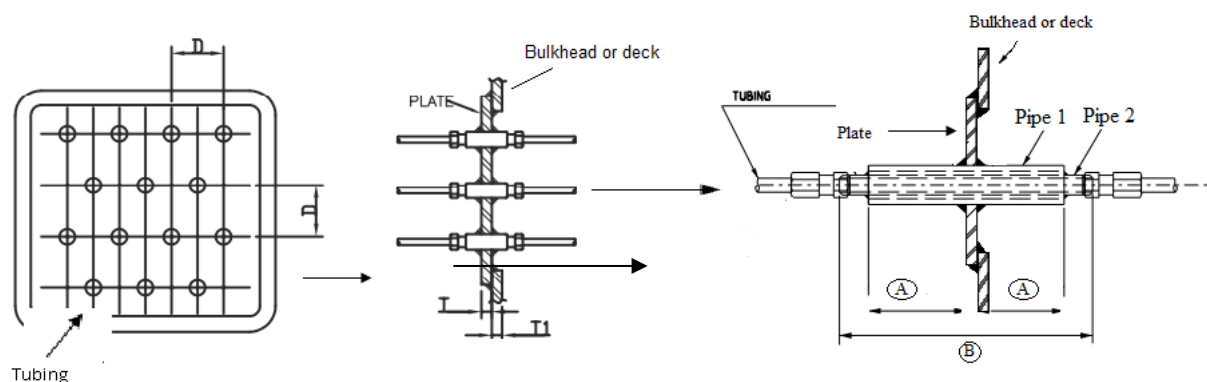 D
D
Tubing
Bulkhead or deck
PLATE
T
T1
Bulkhead or deck
TUBING
Plate
Pipe 1
Pipe 2
A
A
B